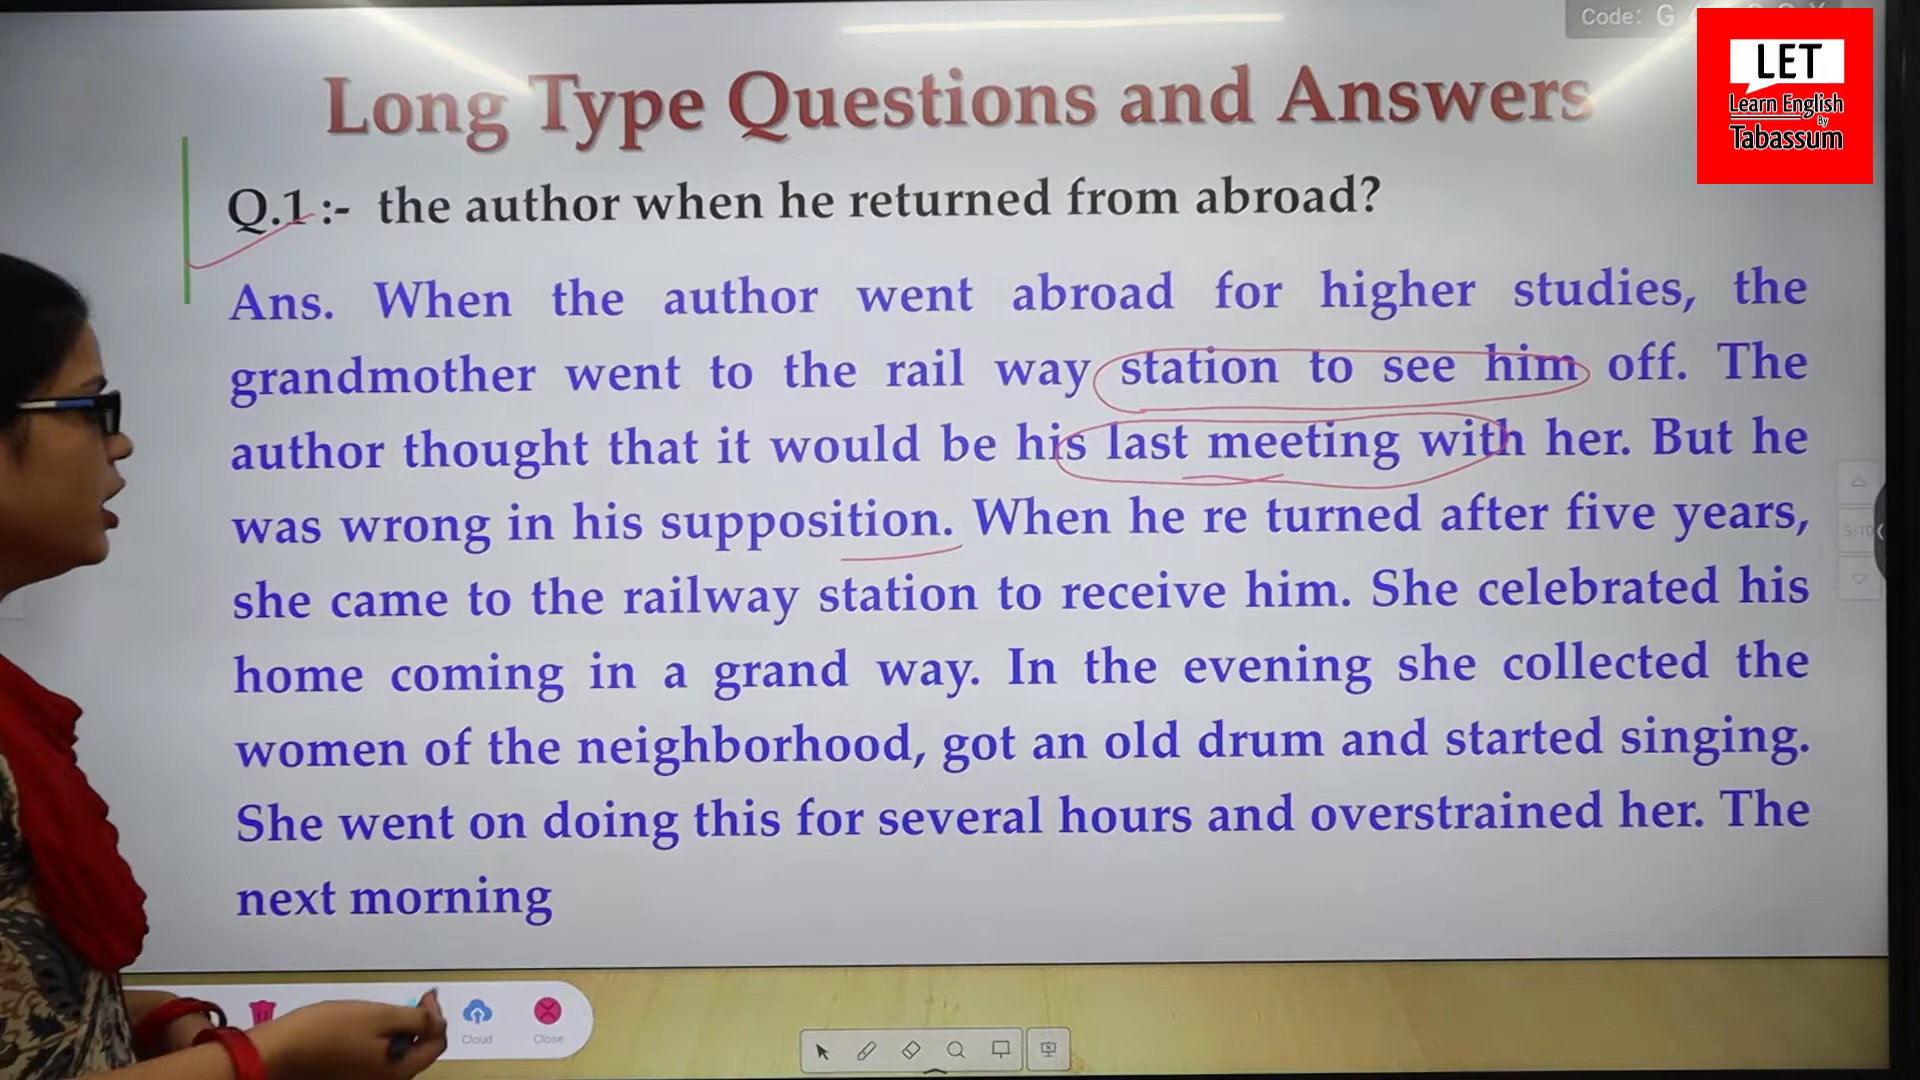 Code: G
LET
Learn English
By
Tabassum
Long Type Questions and Answers
Q.1 :- the author when he returned from abroad?
Ans. When the author went abroad for higher studies, the
grandmother went to the rail way station to see him off. The
author thought that it would be his last meeting with her. But he
was wrong in his supposition. When he re turned after five years,
she came to the railway station to receive him. She celebrated his
home coming in a grand way. In the evening she collected the
women of the neighborhood, got an old drum and started singing.
She went on doing this for several hours and overstrained her. The
next morning
5/10
Cloud
Close